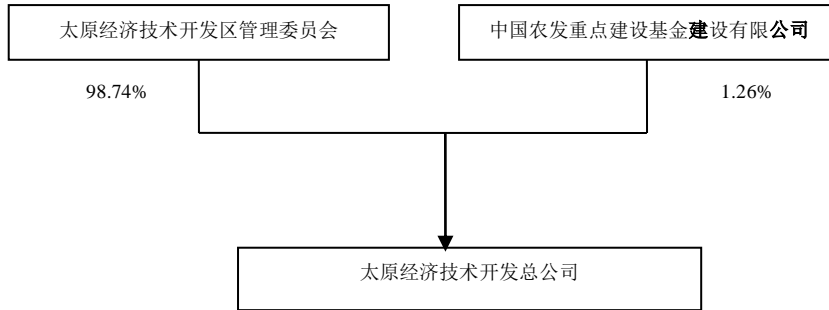 太原经济技术开发区管理委员会
中国农发重点建设基金建设有限公司
98.74%
1.26%
太原经济技术开发总公司